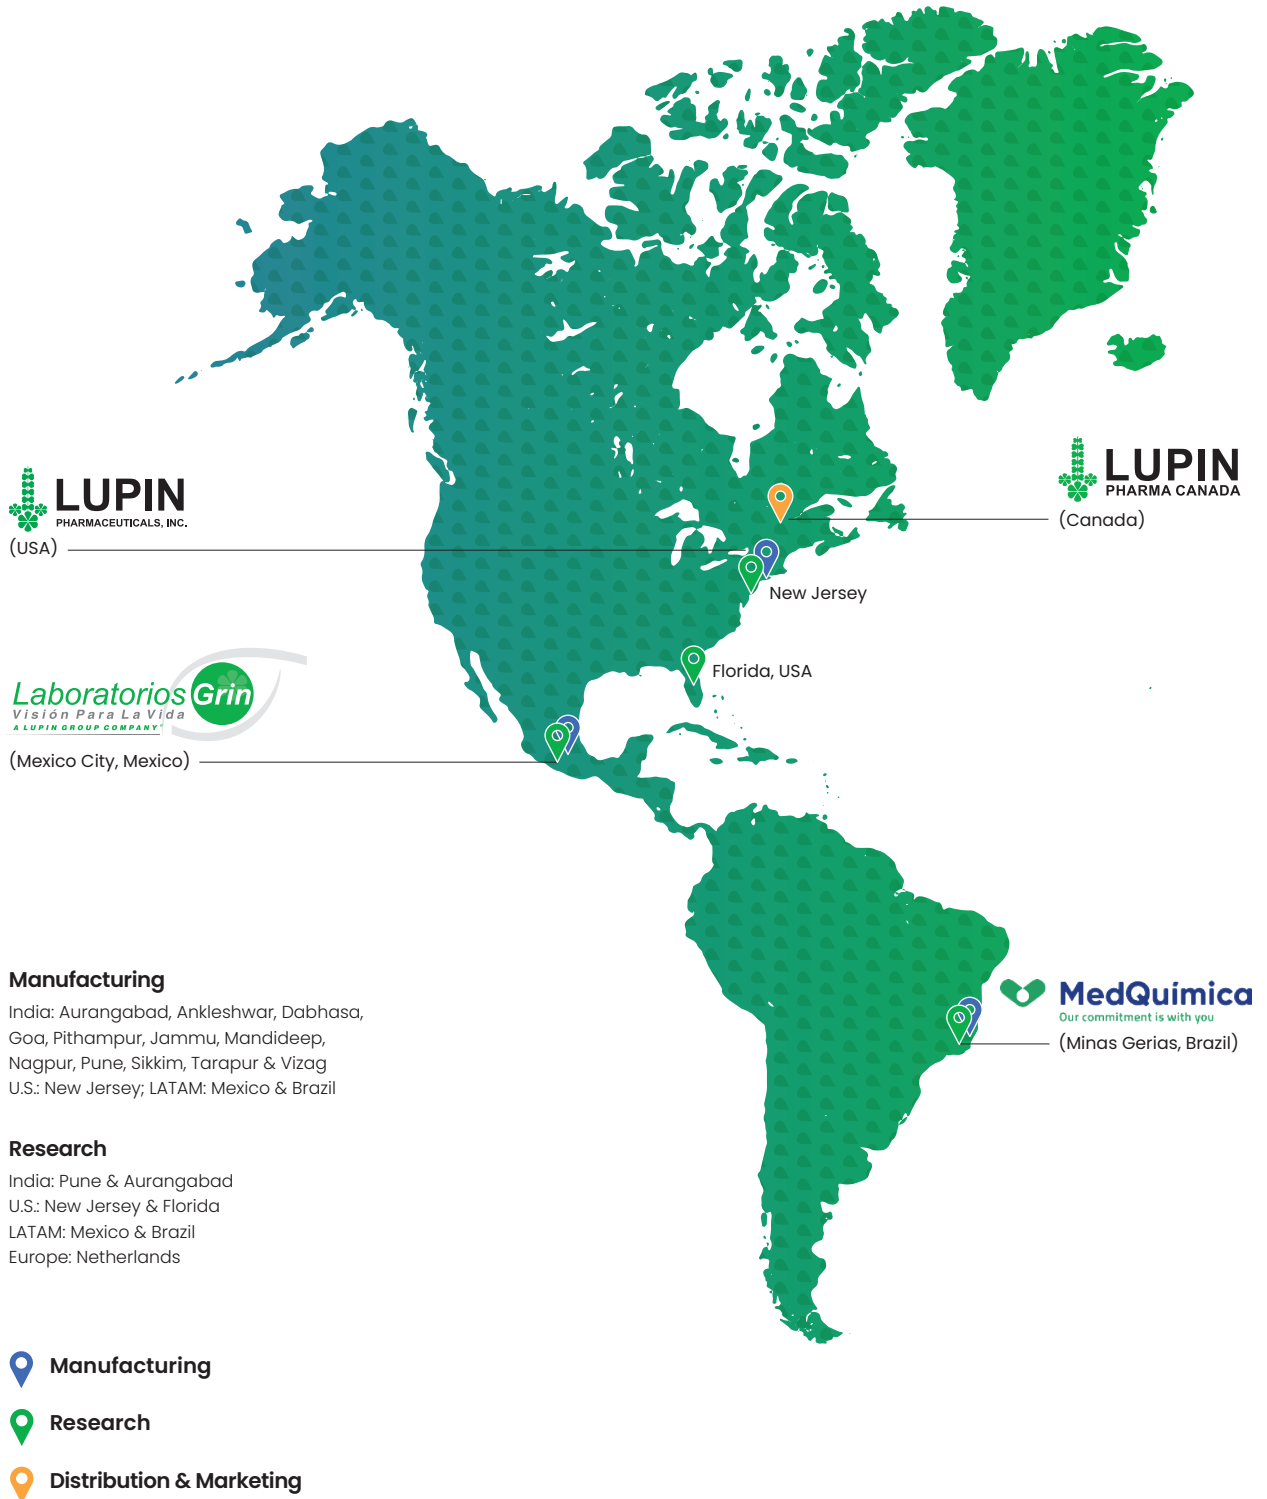 LUPIN
PHARMACEUTICALS, INC.
(USA)
LUPIN
PHARMA CANADA
(Canada)
New Jersey
Florida, USA
Laboratorios Grin
Visión Para La Vida
A LUPIN GROUP COMPANY
(Mexico City, Mexico)
MedQuímica
Our commitment is with you
(Minas Gerias, Brazil)
Manufacturing
India: Aurangabad, Ankleshwar, Dabhasa,
Goa, Pithampur, Jammu, Mandideep,
Nagpur, Pune, Sikkim, Tarapur & Vizag
U.S.: New Jersey; LATAM: Mexico & Brazil
Research
India: Pune & Aurangabad
U.S.: New Jersey & Florida
LATAM: Mexico & Brazil
Europe: Netherlands
Manufacturing
Research
Distribution & Marketing